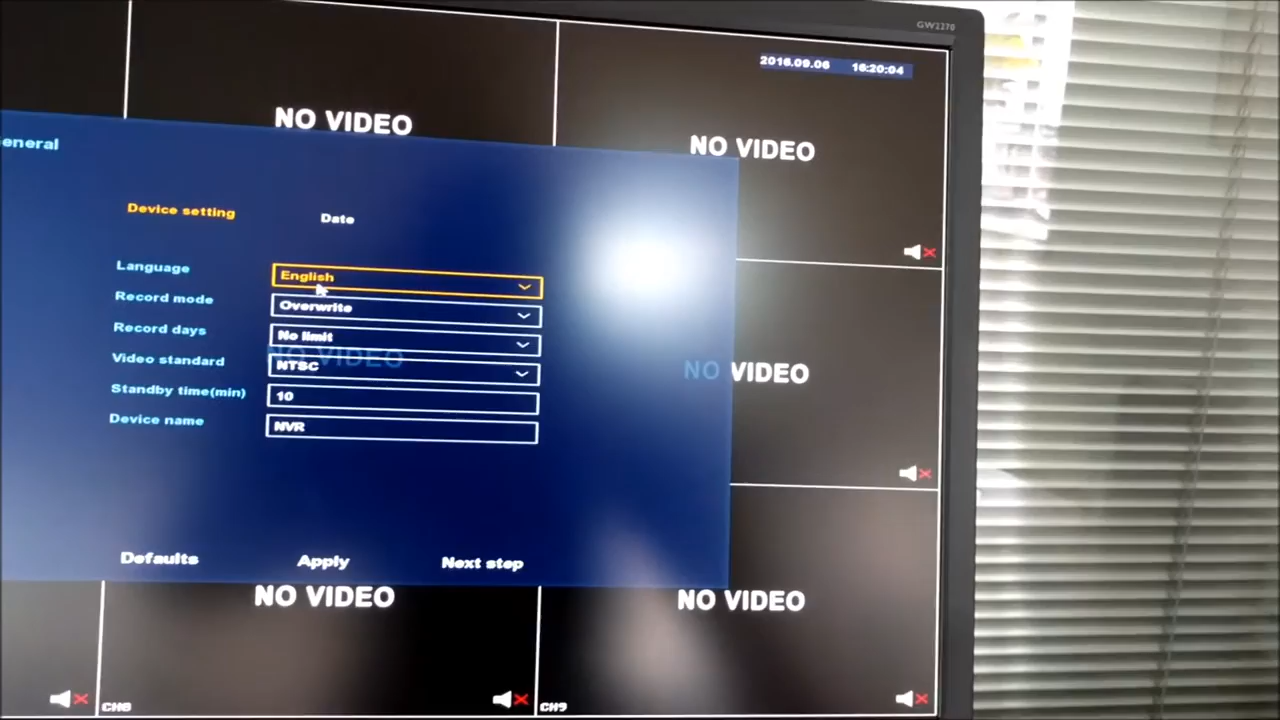 GW2270
2016.09.06 16:20:04
NO VIDEO
NO VIDEO
eneral
Device setting Date
Language English
Record mode Overwrite
Record days No limit
NO VIDEO
NO VIDEO
Video standard NTSC
Standby time(min) 10
Device name NVR
Defaults Apply Next step
NO VIDEO
NO VIDEO
CH8
CH9